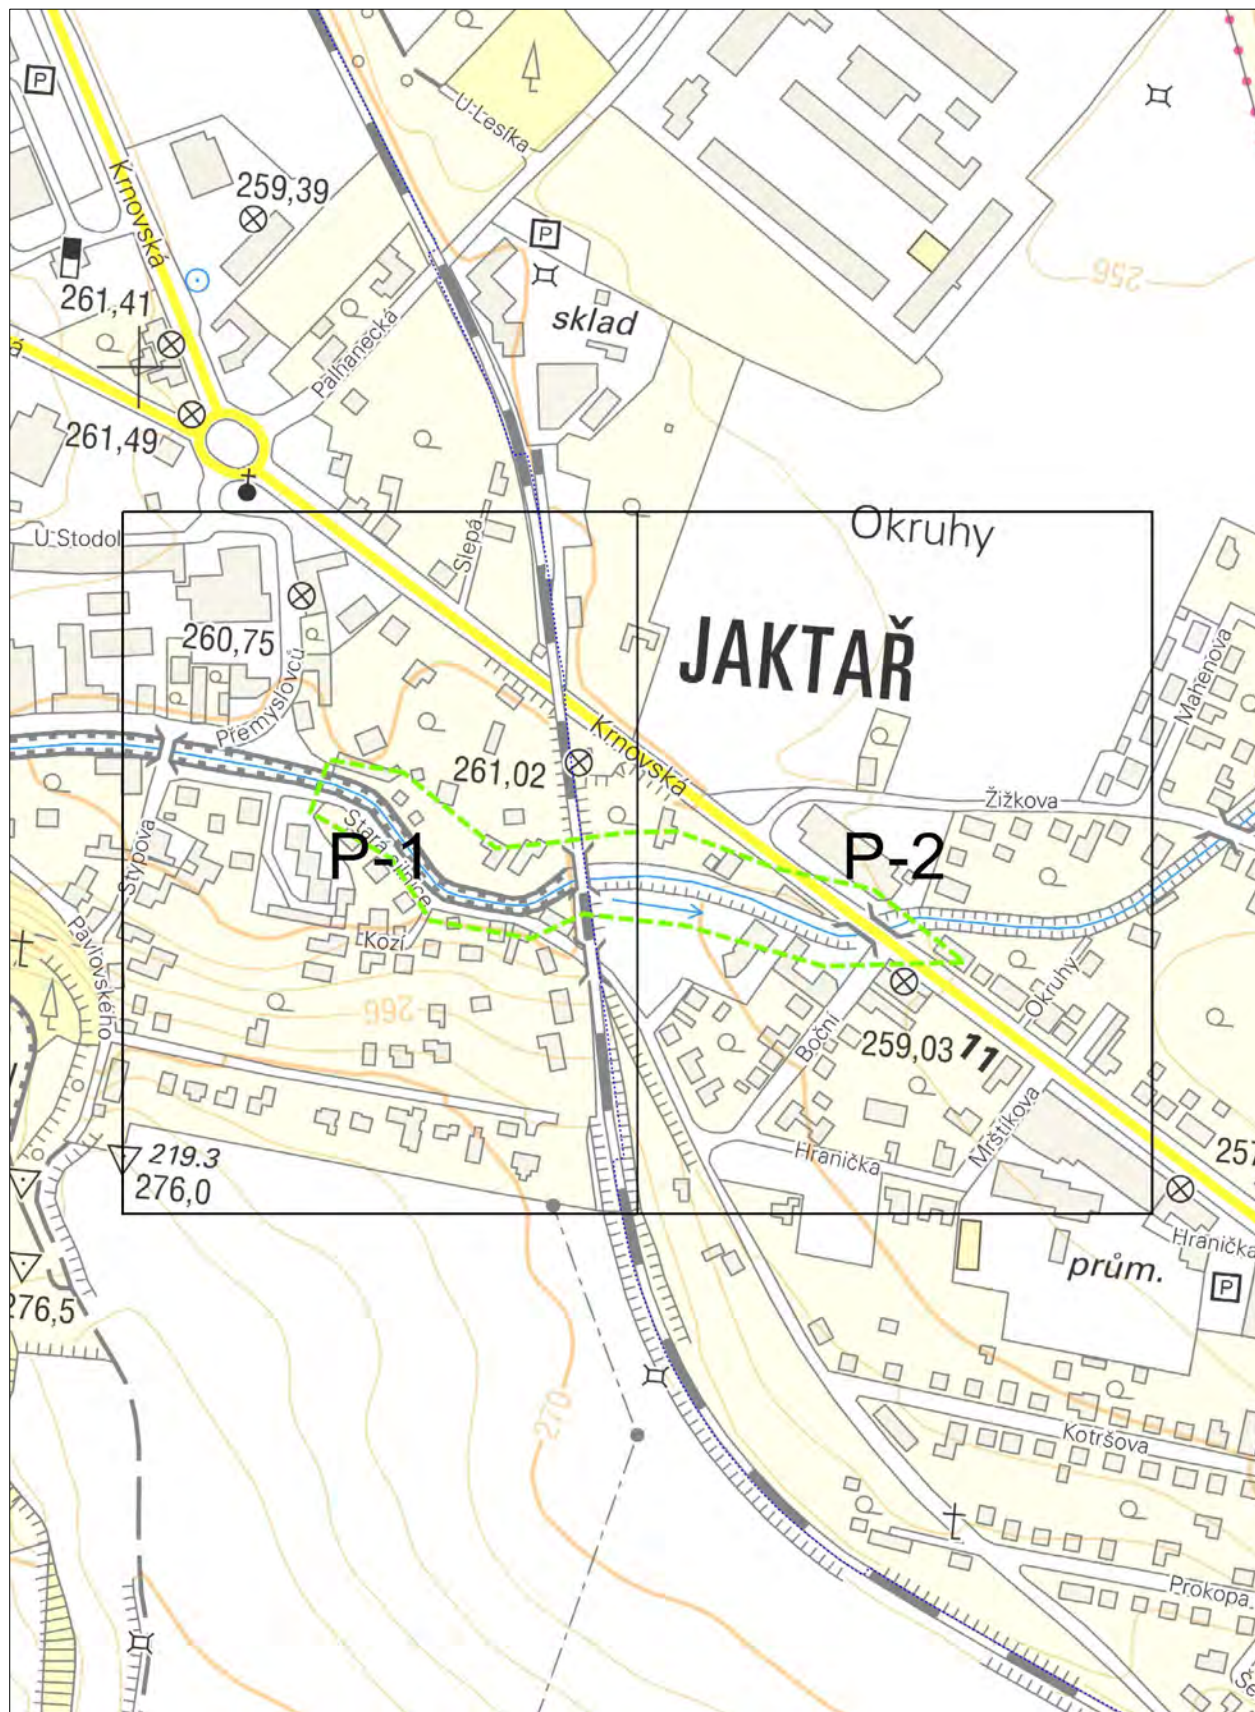 P
U Lesíka
Krnovská
259,39
P
256
261,41
sklad
Palhanecká
261,49
Okruhy
U Stodol
Slepá
JAKTAŘ
260,75
Mahenova
Přemyslovců
Krnovská
261,02
Žižkova
Stará silnice
P-1
P-2
Stypova
Kozí
Pavlovského
Okruhy
266
Boční
259,03
11
Mrštíkova
219.3
Hranička
257
276,0
Hranička
prům.
P
276,5
270
Kotršova
Prokopa